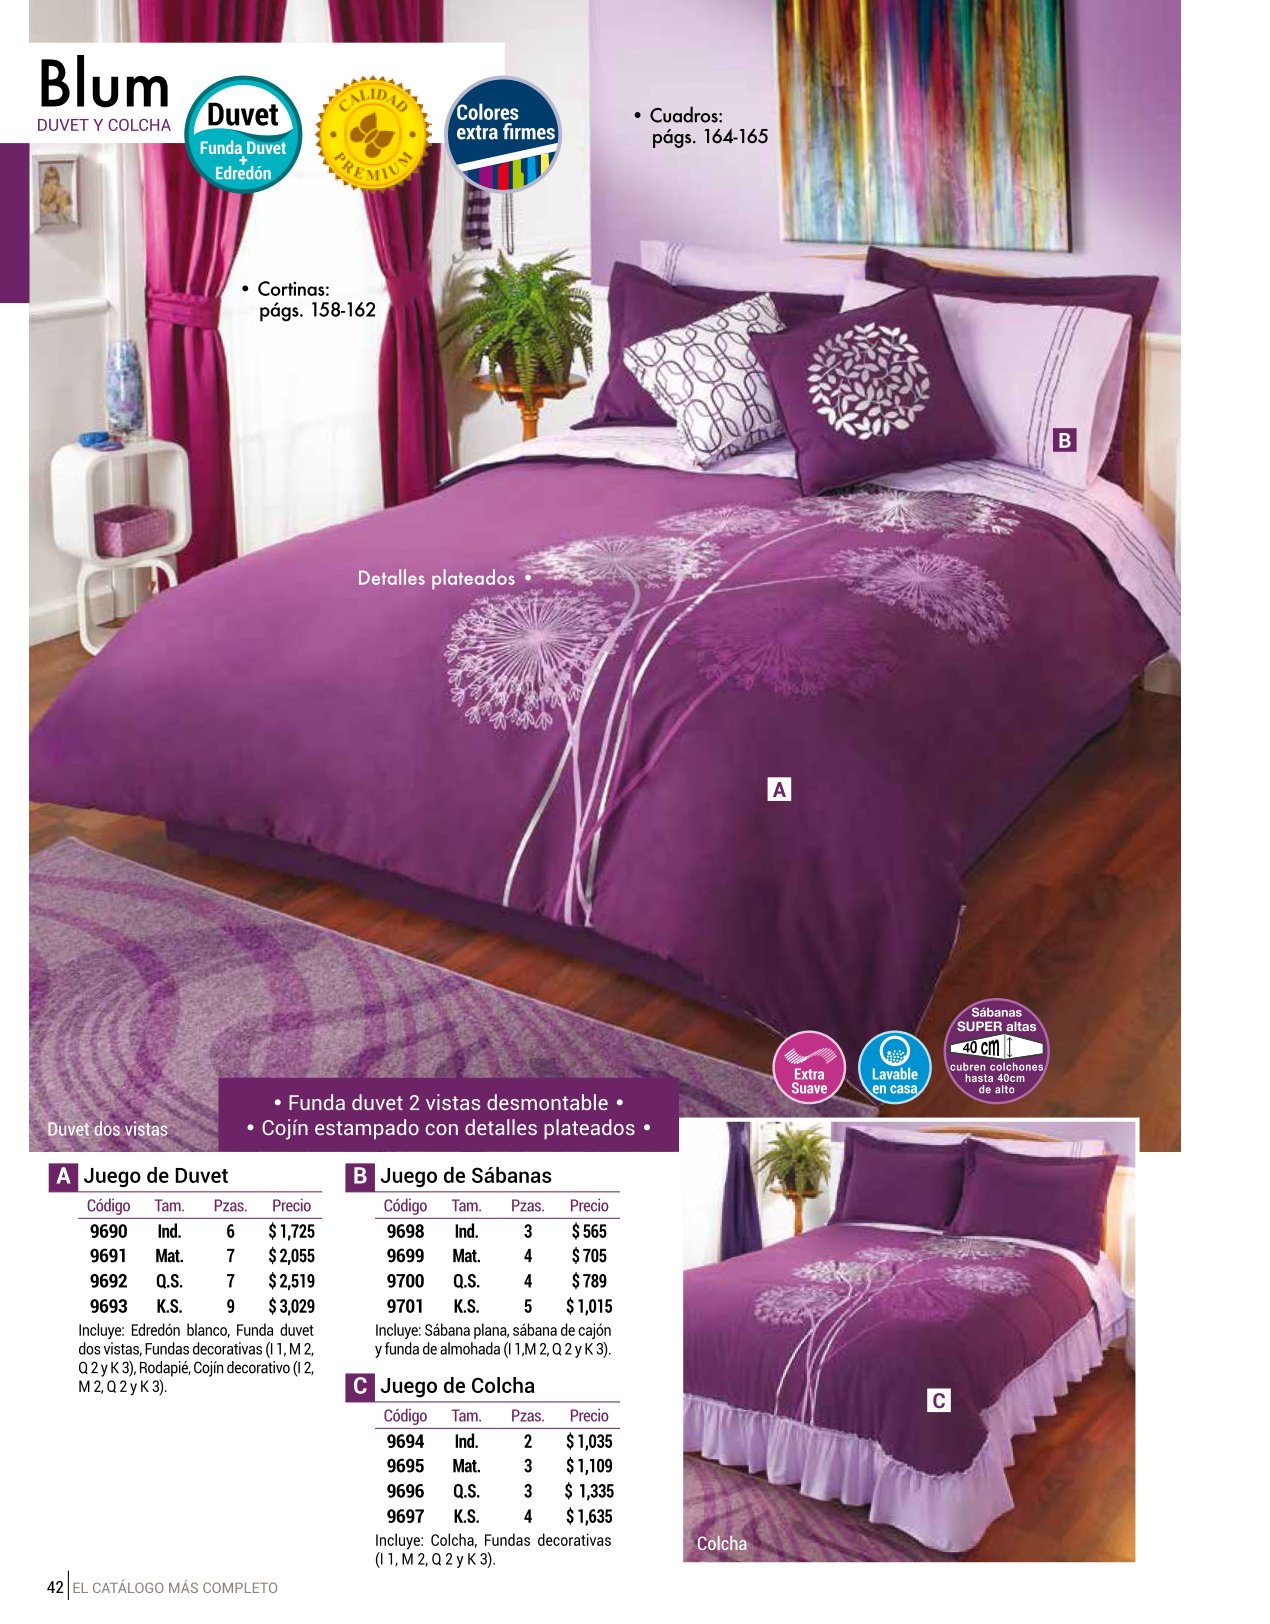 Blum
DUVET Y COLCHA
Duvet
Funda Duvet
+
Edredón
CALIDAD
PREMIUM
Colores
extra firmes
• Cuadros:
págs. 164-165
• Cortinas:
págs. 158-162
B
Detalles plateados •
A
Sábanas
SUPER altas
40 cm
cubren colchones
hasta 40cm
de alto
Extra
Suave
Lavable
en casa
• Funda duvet 2 vistas desmontable •
• Cojín estampado con detalles plateados •
Duvet dos vistas
A Juego de Duvet
Código Tam. Pzas. Precio
9690 Ind. 6 $ 1,725
9691 Mat. 7 $ 2,055
9692 Q.S. 7 $ 2,519
9693 K.S. 9 $ 3,029
Incluye: Edredón blanco, Funda duvet
dos vistas, Fundas decorativas (I 1, M 2,
Q 2 y K 3), Rodapié, Cojín decorativo (I 2,
M 2, Q 2 y K 3).
B Juego de Sábanas
Código Tam. Pzas. Precio
9698 Ind. 3 $ 565
9699 Mat. 4 $ 705
9700 Q.S. 4 $ 789
9701 K.S. 5 $ 1,015
Incluye: Sábana plana, sábana de cajón
y funda de almohada (I 1,M 2, Q 2 y K 3).
C Juego de Colcha
Código Tam. Pzas. Precio
9694 Ind. 2 $ 1,035
9695 Mat. 3 $ 1,109
9696 Q.S. 3 $ 1,335
9697 K.S. 4 $ 1,635
Incluye: Colcha, Fundas decorativas
(I 1, M 2, Q 2 y K 3).
C
Colcha
42 EL CATÁLOGO MÁS COMPLETO